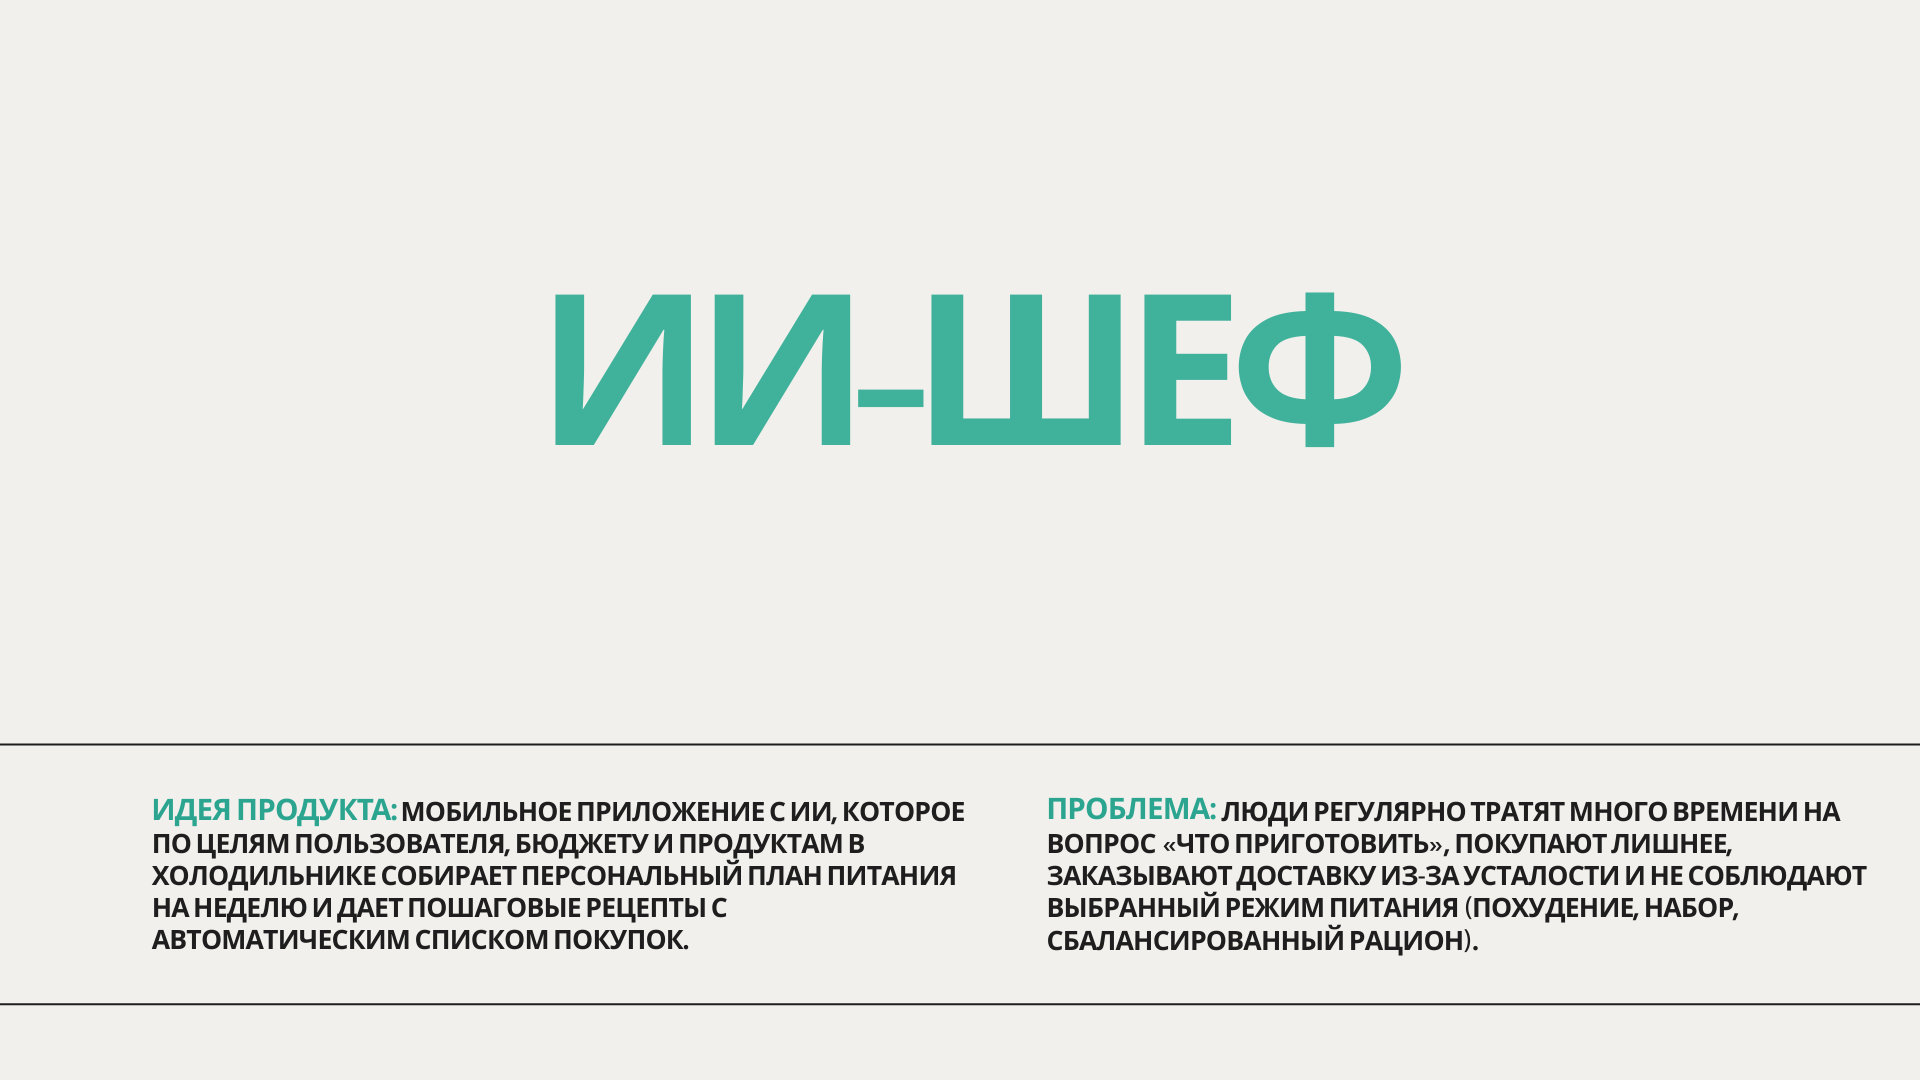 ИИ–ШЕФ
ИДЕЯ ПРОДУКТА: МОБИЛЬНОЕ ПРИЛОЖЕНИЕ С ИИ, КОТОРОЕ
ПО ЦЕЛЯМ ПОЛЬЗОВАТЕЛЯ, БЮДЖЕТУ И ПРОДУКТАМ В
ХОЛОДИЛЬНИКЕ СОБИРАЕТ ПЕРСОНАЛЬНЫЙ ПЛАН ПИТАНИЯ
НА НЕДЕЛЮ И ДАЕТ ПОШАГОВЫЕ РЕЦЕПТЫ С
АВТОМАТИЧЕСКИМ СПИСКОМ ПОКУПОК.
ПРОБЛЕМА: ЛЮДИ РЕГУЛЯРНО ТРАТЯТ МНОГО ВРЕМЕНИ НА
ВОПРОС «ЧТО ПРИГОТОВИТЬ», ПОКУПАЮТ ЛИШНЕЕ,
ЗАКАЗЫВАЮТ ДОСТАВКУ ИЗ-ЗА УСТАЛОСТИ И НЕ СОБЛЮДАЮТ
ВЫБРАННЫЙ РЕЖИМ ПИТАНИЯ (ПОХУДЕНИЕ, НАБОР,
СБАЛАНСИРОВАННЫЙ РАЦИОН).